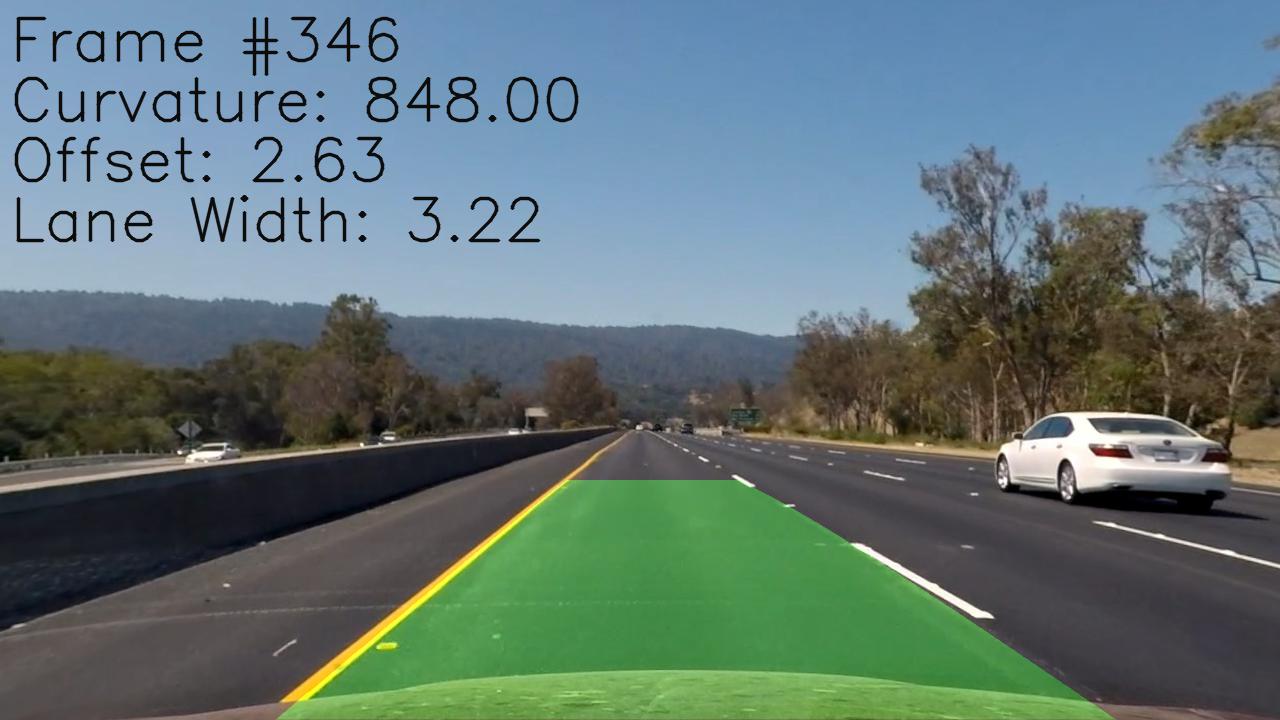 Frame #346
Curvature: 848.00
Offset: 2.63
Lane Width: 3.22